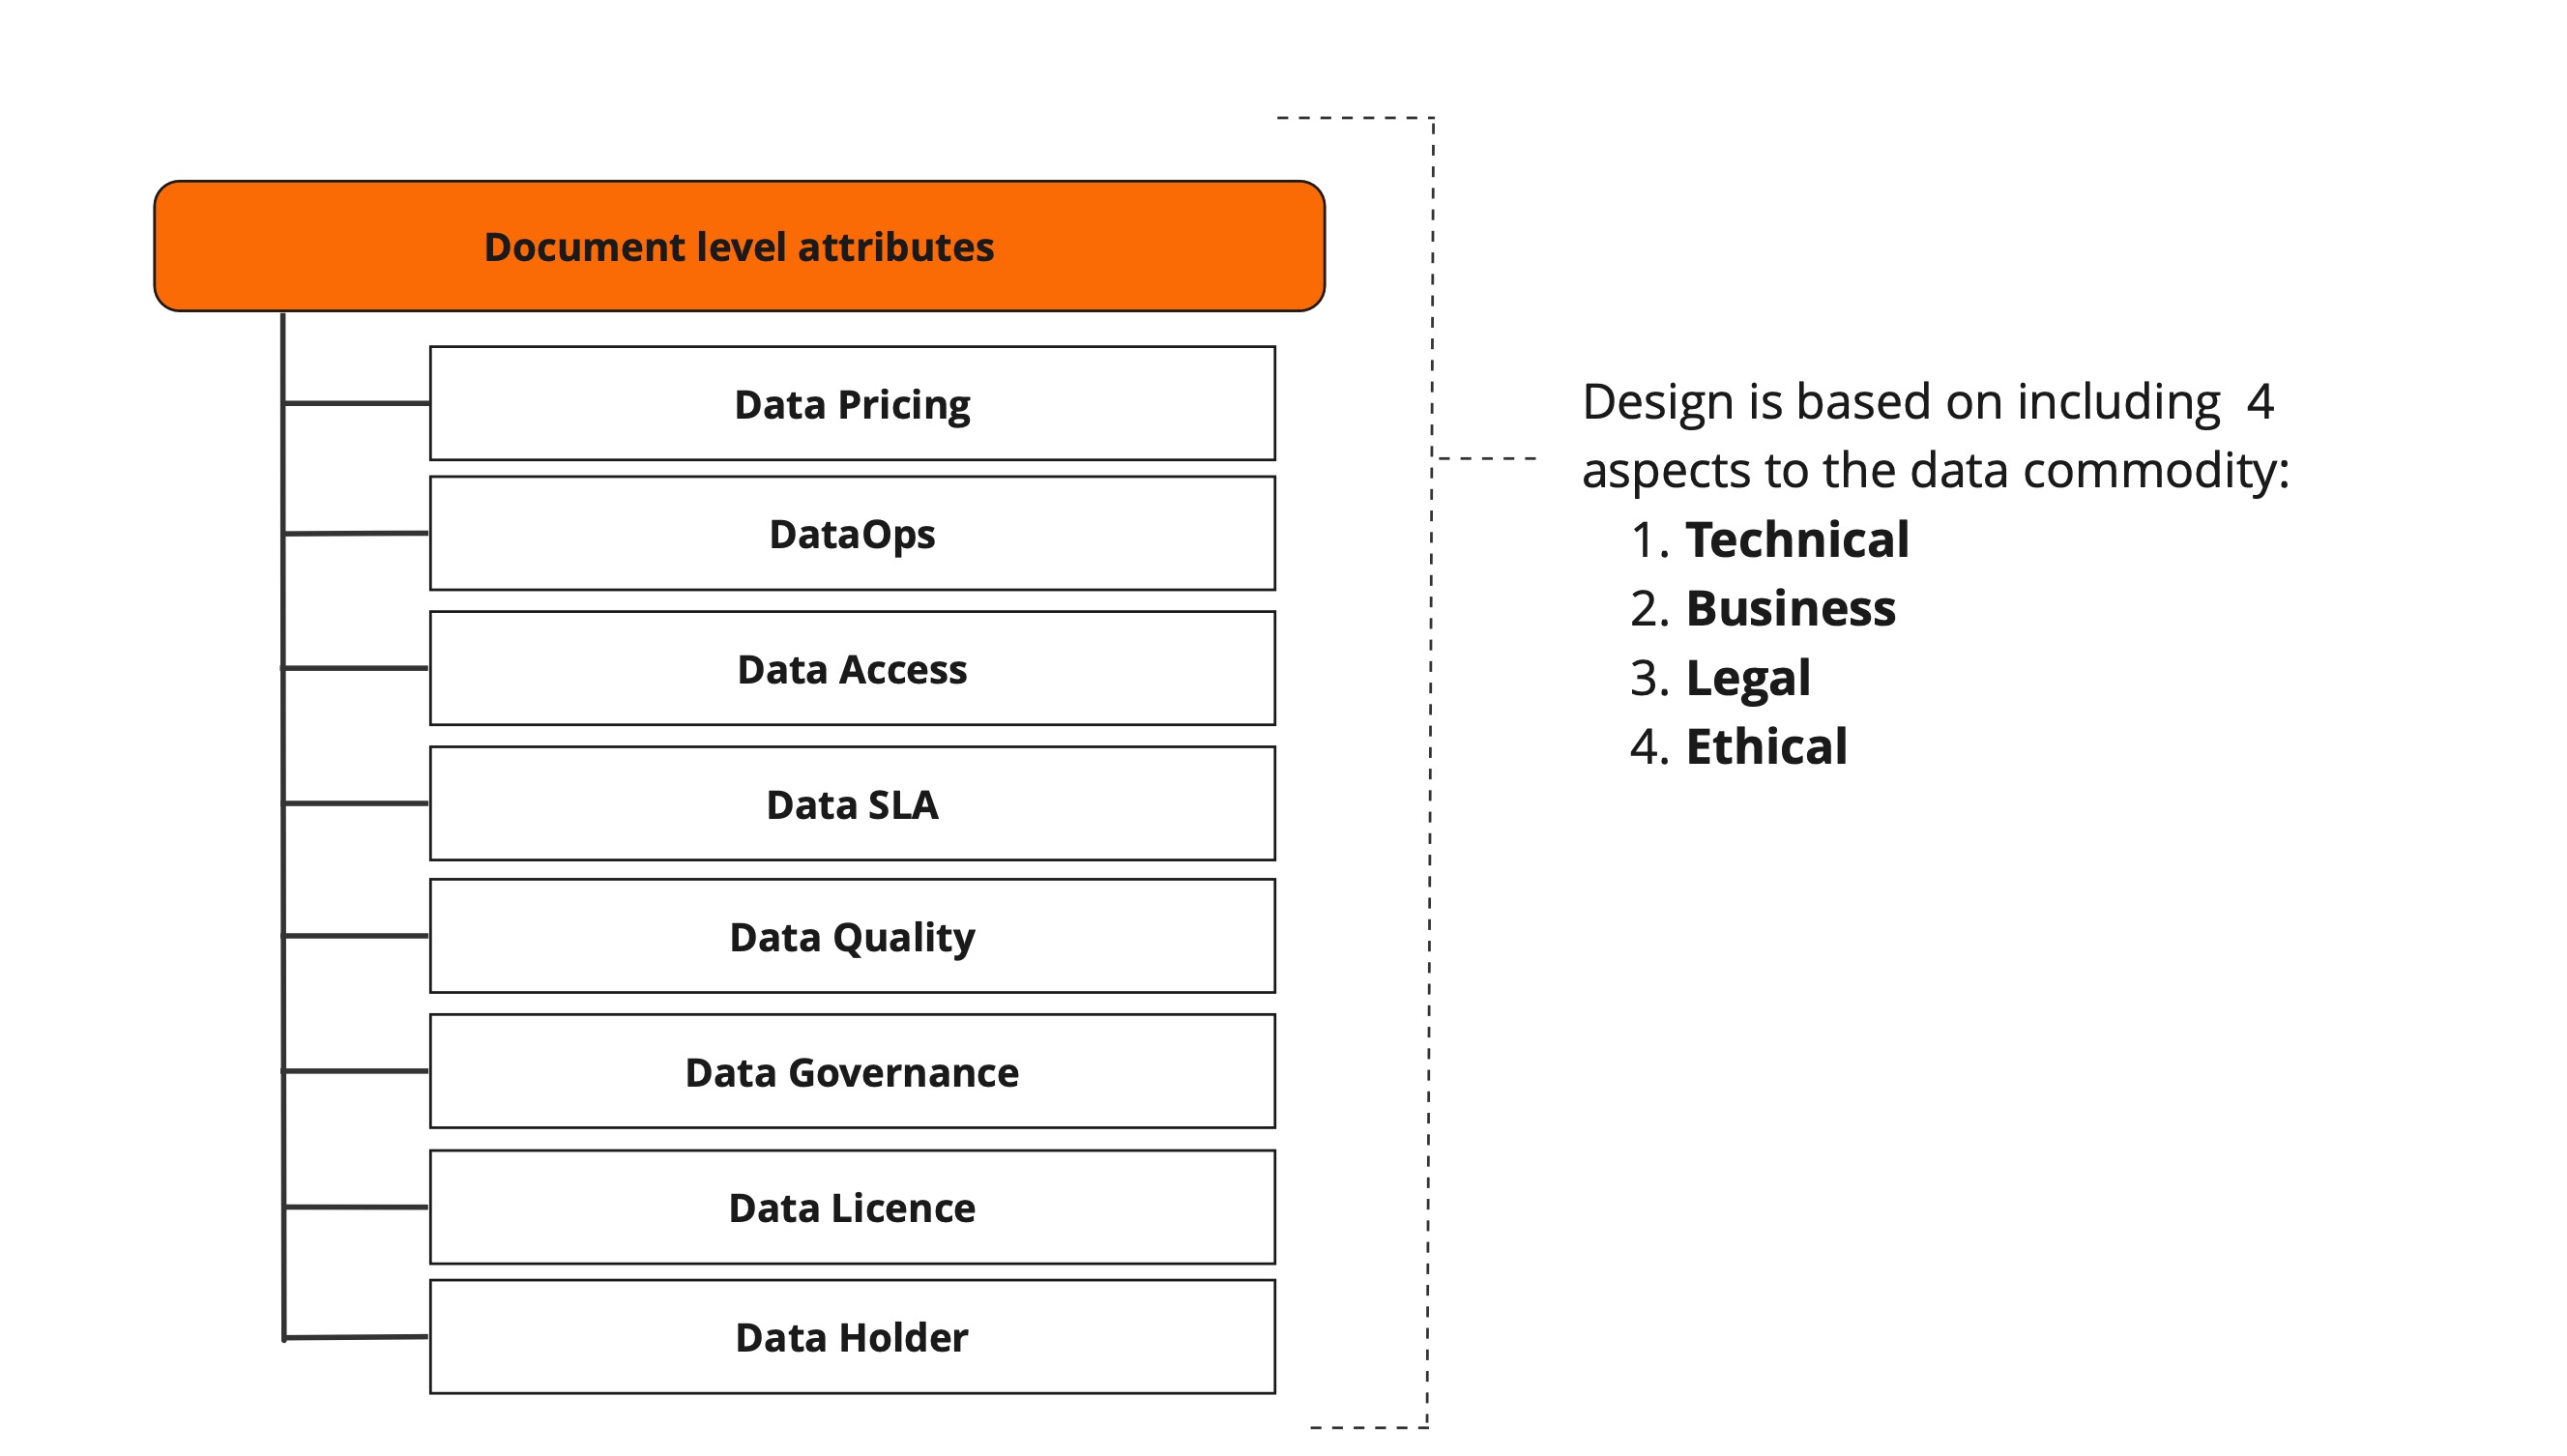 Document level attributes
Data Pricing
DataOps
Data Access
Data SLA
Data Quality
Data Governance
Data Licence
Data Holder
Design is based on including  4
aspects to the data commodity:
1. Technical
2. Business
3. Legal
4. Ethical